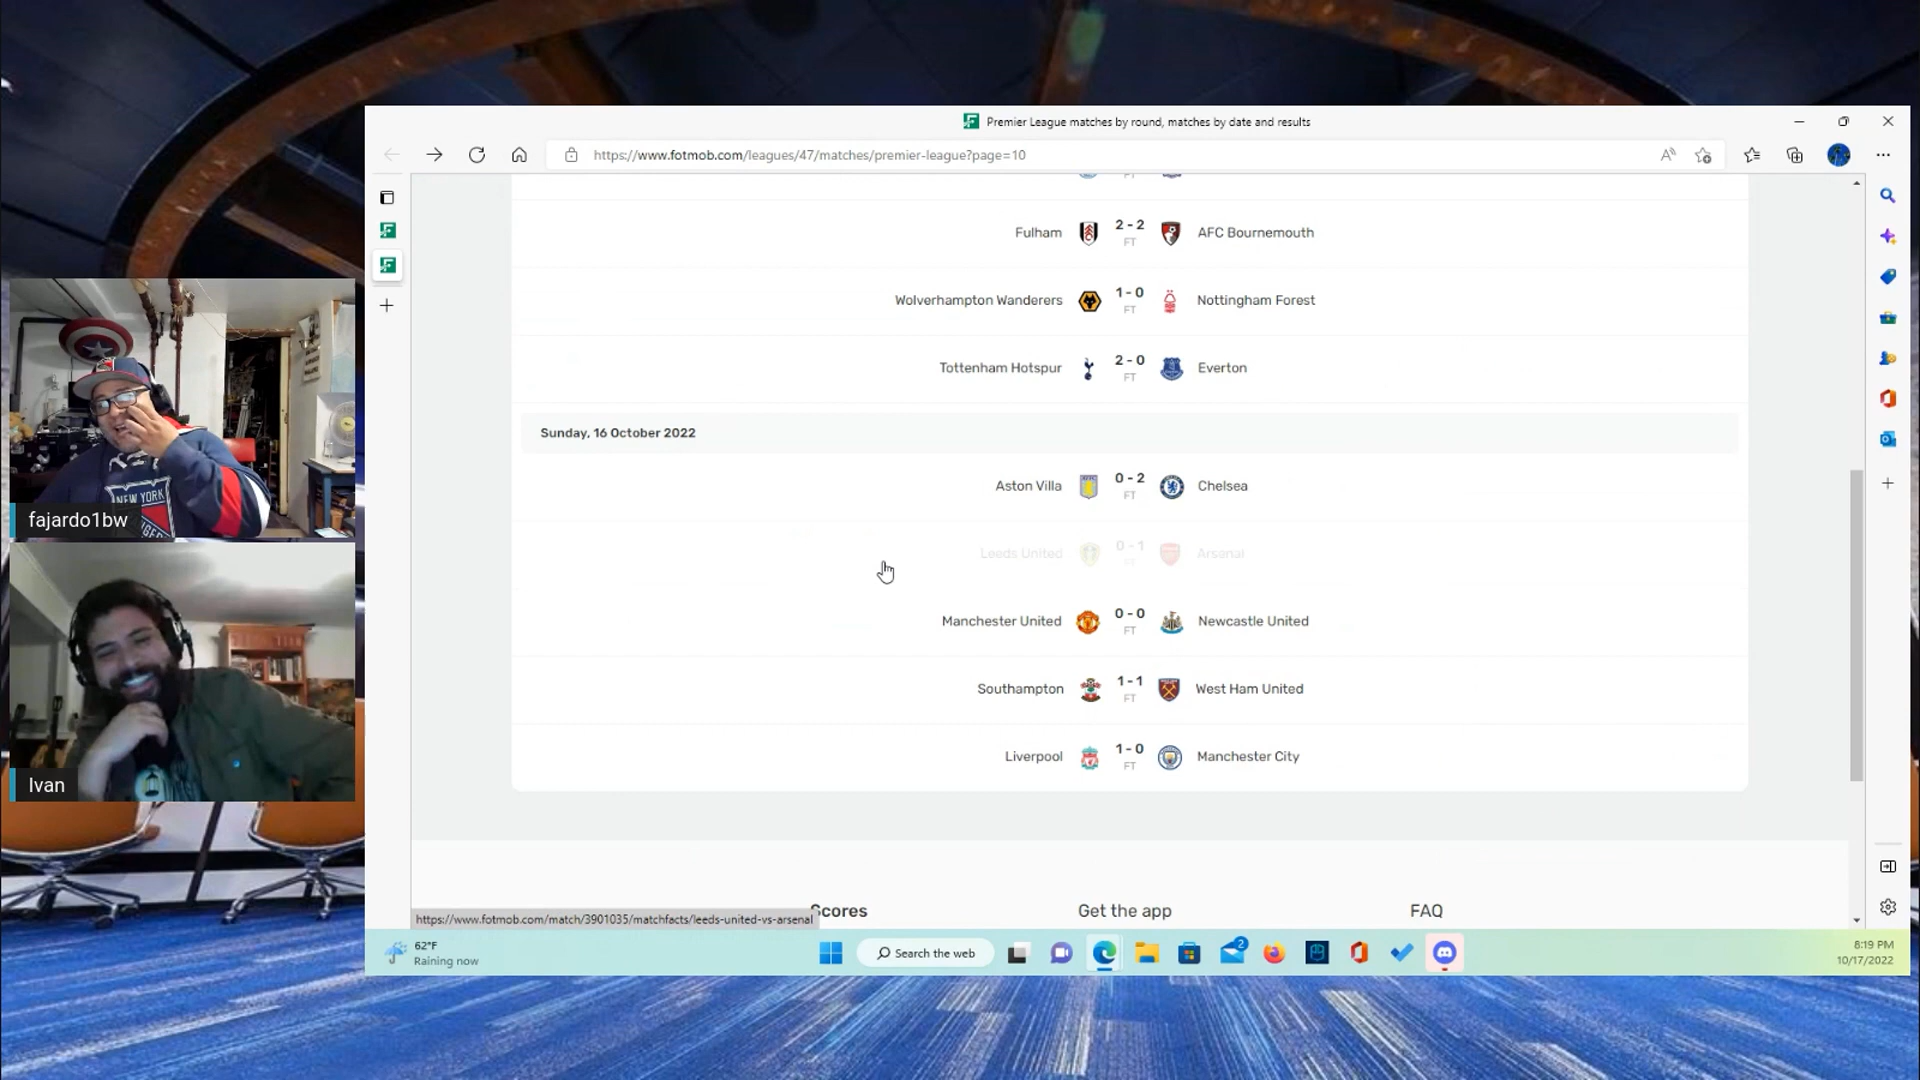 Premier League matches by round, matches by date and results
https://www.fotmob.com/leagues/47/matches/premier-league?page=10
Fulham 2 - 2 AFC Bournemouth
FT
Wolverhampton Wanderers 1 - 0 Nottingham Forest
FT
Tottenham Hotspur 2 - 0 Everton
FT
Sunday, 16 October 2022
Aston Villa 0 - 2 Chelsea
FT
Leeds United 0 - 1 Arsenal
FT
Manchester United 0 - 0 Newcastle United
FT
Southampton 1 - 1 West Ham United
FT
Liverpool 1 - 0 Manchester City
FT
Scores Get the app FAQ
https://www.fotmob.com/match/3901035/matchfacts/leeds-united-vs-arsenal
62°F
Raining now
Search the web
2
8:19 PM
10/17/2022
NEW YORK
fajardo1bw
Ivan